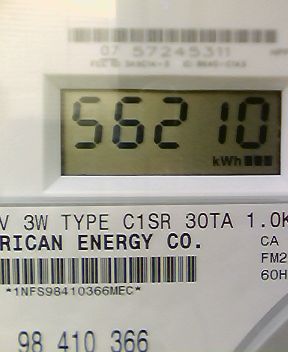 07 57245311
56210
kWh
V 3W TYPE C1SR 30TA 1.0K
RICAN ENERGY CO.
CA
FM2
60H
*1NFS98410366MEC*
98 410 366